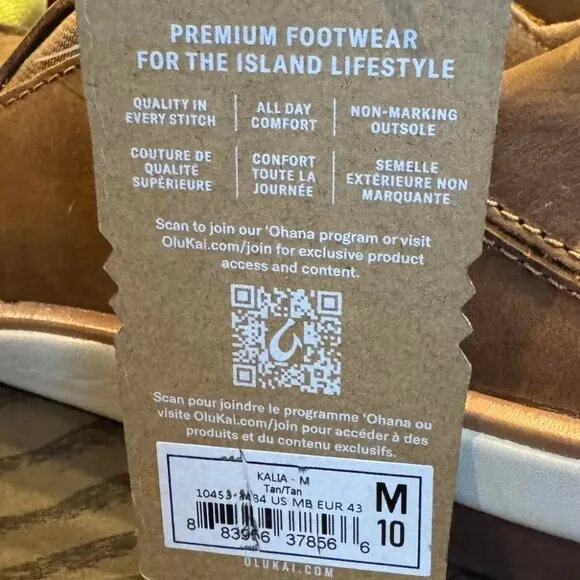 PREMIUM FOOTWEAR
FOR THE ISLAND LIFESTYLE
QUALITY IN
EVERY STITCH
ALL DAY
COMFORT
NON-MARKING
OUTSOLE
COUTURE DE
QUALITÉ
SUPÉRIEURE
CONFORT
TOUTE LA
JOURNÉE
SEMELLE
EXTÉRIEURE NON
MARQUANTE
Scan to join our 'Ohana program or visit
OluKai.com/join for exclusive product
access and content.
Scan pour joindre le programme 'Ohana ou
visite OluKai.com/join pour accéder à des
produits et du contenu exclusifs.
KALIA - M
Tan/Tan
US MB EUR 43
M
10
8 37856 6
OLUKAI.COM